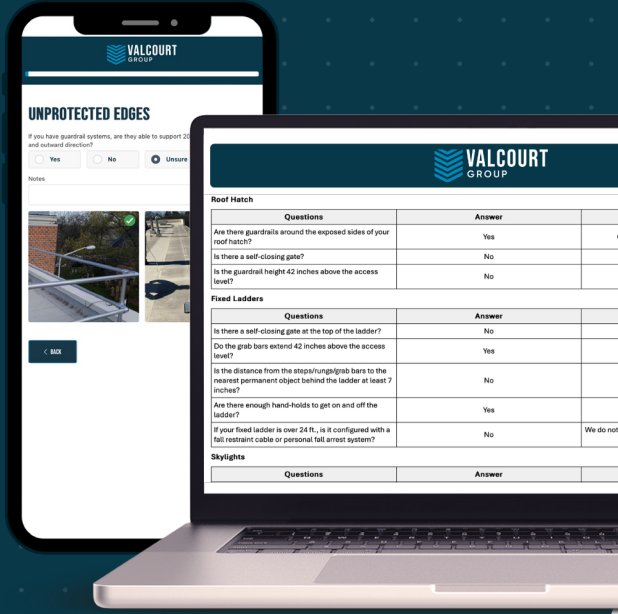 VALCOURT
GROUP
UNPROTECTED EDGES
If you have guardrail systems, are they able to support 20
and outward direction?
Yes
No
Unsure
Notes
< BACK
VALCOURT
GROUP
Roof Hatch
Questions
Answer
Are there guardrails around the exposed sides of your
roof hatch?
Yes
Is there a self-closing gate?
No
Is the guardrail height 42 inches above the access
level?
No
Fixed Ladders
Questions
Answer
Is there a self-closing gate at the top of the ladder?
No
Do the grab bars extend 42 inches above the access
level?
Yes
Is the distance from the steps/rungs/grab bars to the
nearest permanent object behind the ladder at least 7
inches?
No
Are there enough hand-holds to get on and off the
ladder?
Yes
If your fixed ladder is over 24 ft., is it configured with a
fall restraint cable or personal fall arrest system?
No
We do not
Skylights
Questions
Answer